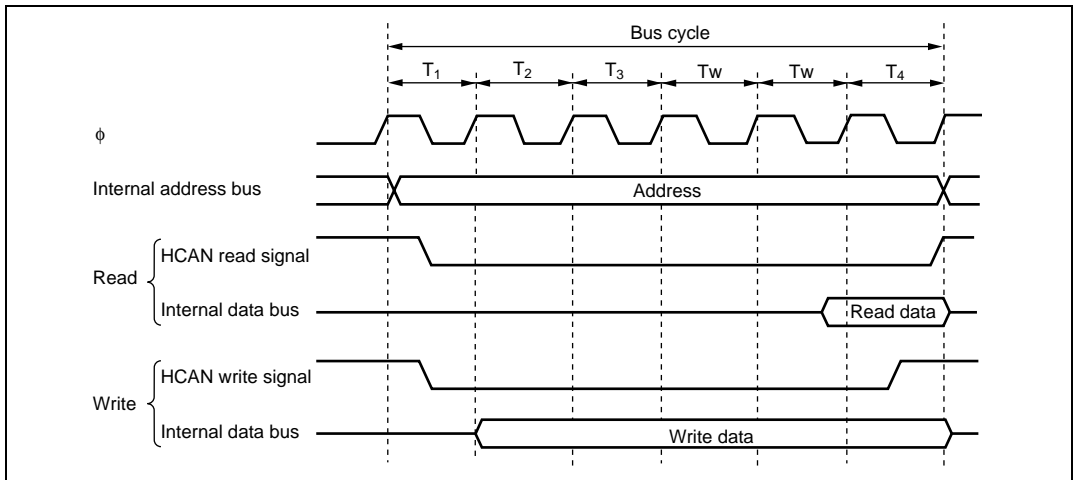 Bus cycle
T₁ T₂ T₃ Tw Tw T₄
ϕ
Internal address bus
Address
Read
HCAN read signal
Internal data bus
Read data
Write
HCAN write signal
Internal data bus
Write data